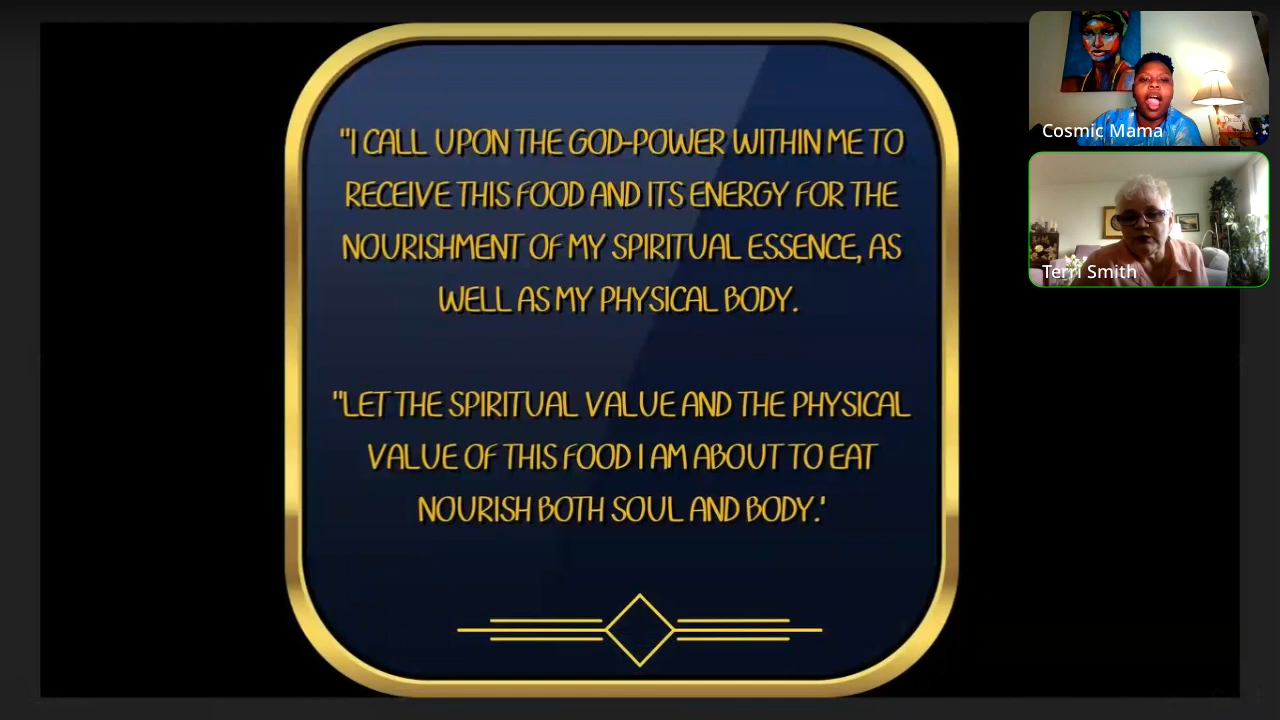 "I CALL UPON THE GOD-POWER WITHIN ME TO
RECEIVE THIS FOOD AND ITS ENERGY FOR THE
NOURISHMENT OF MY SPIRITUAL ESSENCE, AS
WELL AS MY PHYSICAL BODY.
"LET THE SPIRITUAL VALUE AND THE PHYSICAL
VALUE OF THIS FOOD I AM ABOUT TO EAT
NOURISH BOTH SOUL AND BODY.'
Cosmic Mama
Terri Smith